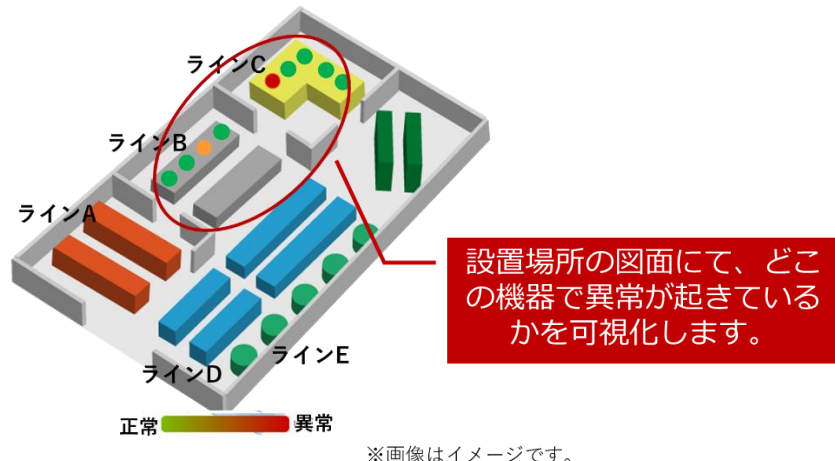 ラインC
ラインB
ラインA
設置場所の図面にて、どこ
の機器で異常が起きている
かを可視化します。
ラインE
ラインD
正常 異常
※画像はイメージです。